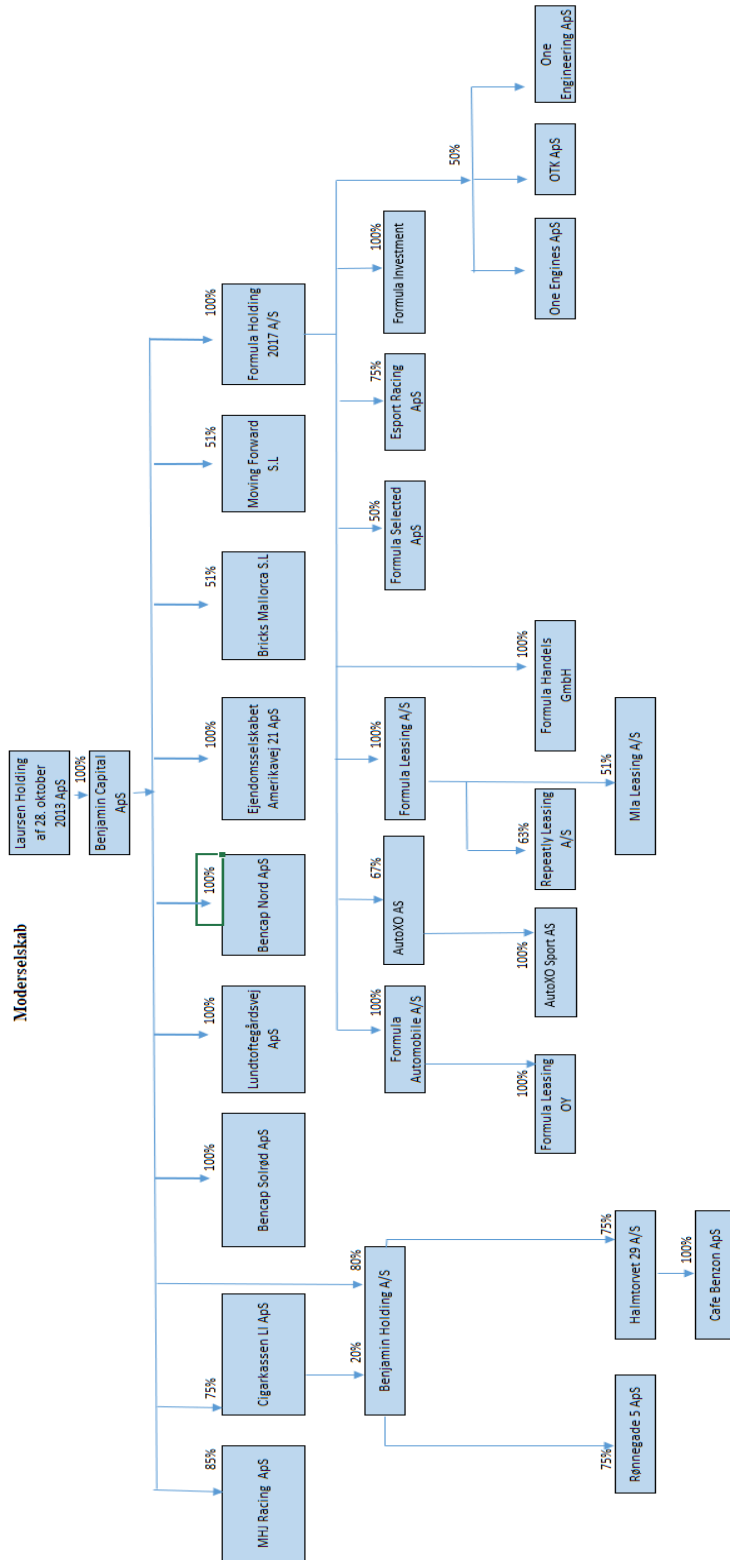 Moderselskab
Laursen Holding
af 28. oktober
2013 ApS
100%
Benjamin Capital
ApS
85%
75%
80%
100%
100%
100%
100%
51%
51%
100%
MHJ Racing ApS
Cigarkassen LI ApS
Bencap Solrød ApS
Lundtoftegårdsvej
ApS
Bencap Nord ApS
Ejendomsselskabet
Amerikavej 21 ApS
Bricks Mallorca S.L
Moving Forward
S.L
Formula Holding
2017 A/S
20%
Benjamin Holding A/S
100%
67%
100%
100%
50%
75%
100%
50%
Formula
Automobile A/S
AutoXO AS
Formula Leasing A/S
Formula Selected
ApS
Esport Racing
ApS
Formula Investment
75%
75%
100%
100%
63%
51%
Rønnegade 5 ApS
Halmtorvet 29 A/S
Formula Leasing
OY
AutoXO Sport AS
Repeatly Leasing
A/S
Formula Handels
GmbH
One Engines ApS
OTK ApS
One
Engineering ApS
100%
Cafe Benzon ApS
Mia Leasing A/S